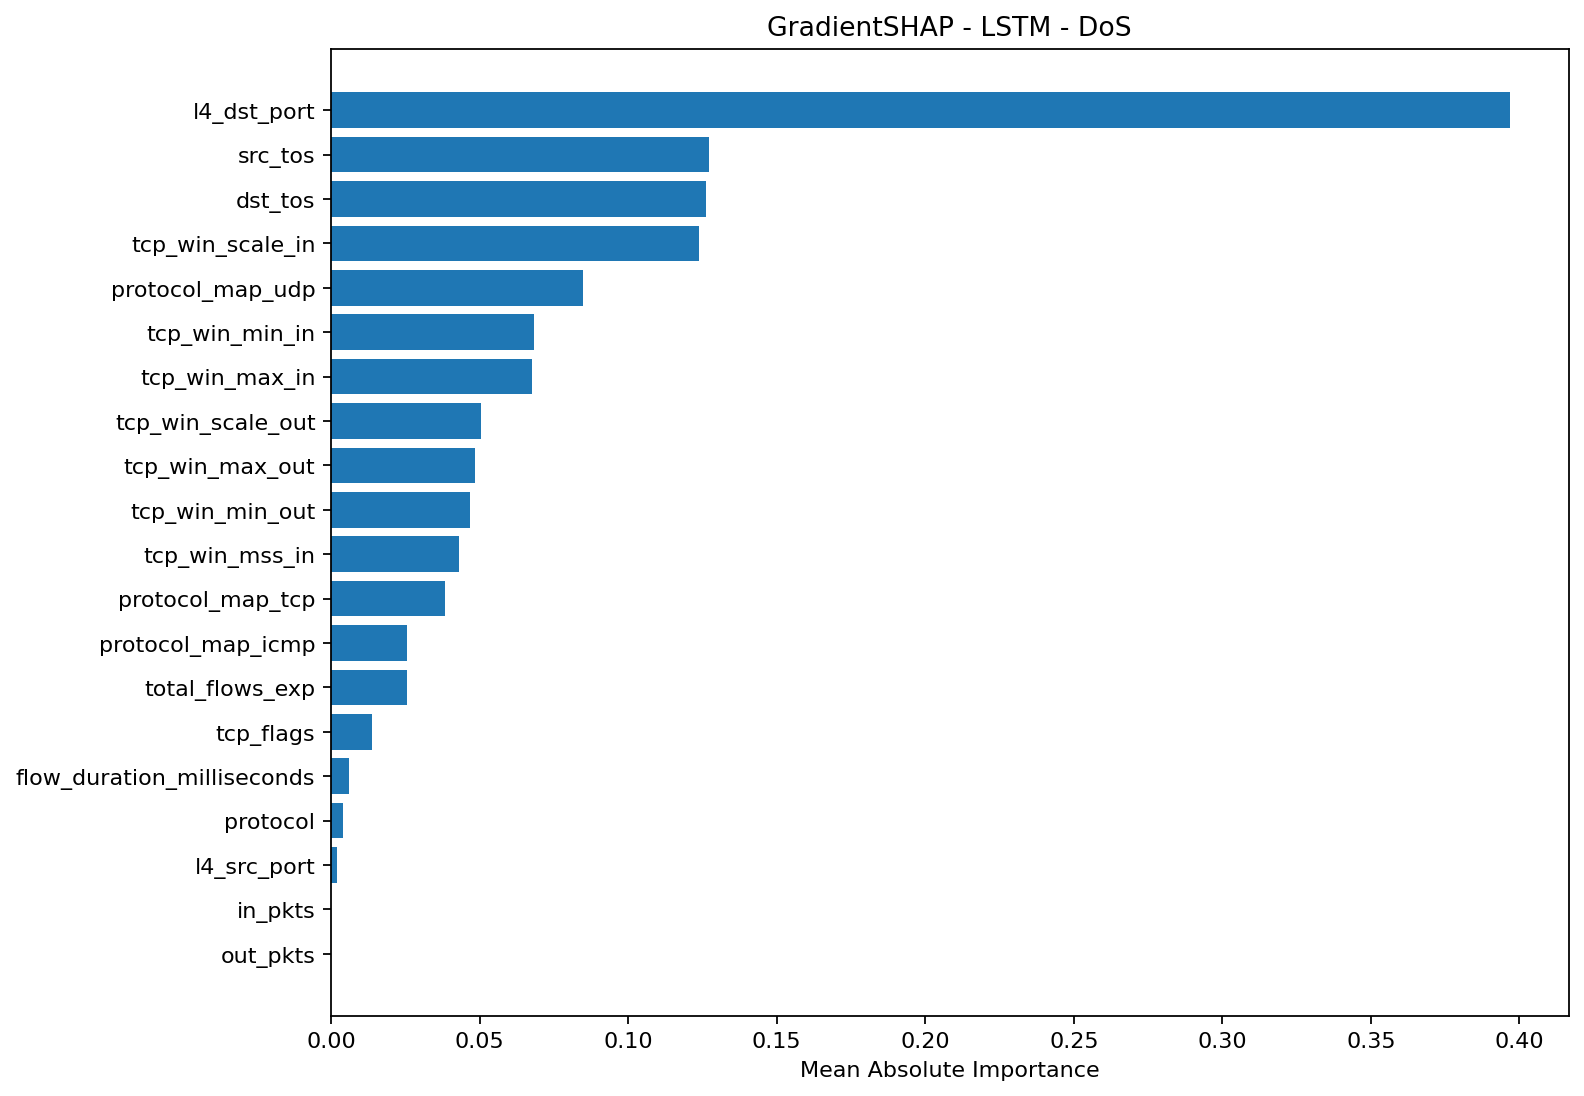 GradientSHAP - LSTM - DoS
l4_dst_port
src_tos
dst_tos
tcp_win_scale_in
protocol_map_udp
tcp_win_min_in
tcp_win_max_in
tcp_win_scale_out
tcp_win_max_out
tcp_win_min_out
tcp_win_mss_in
protocol_map_tcp
protocol_map_icmp
total_flows_exp
tcp_flags
flow_duration_milliseconds
protocol
l4_src_port
in_pkts
out_pkts
0.00 0.05 0.10 0.15 0.20 0.25 0.30 0.35 0.40
Mean Absolute Importance